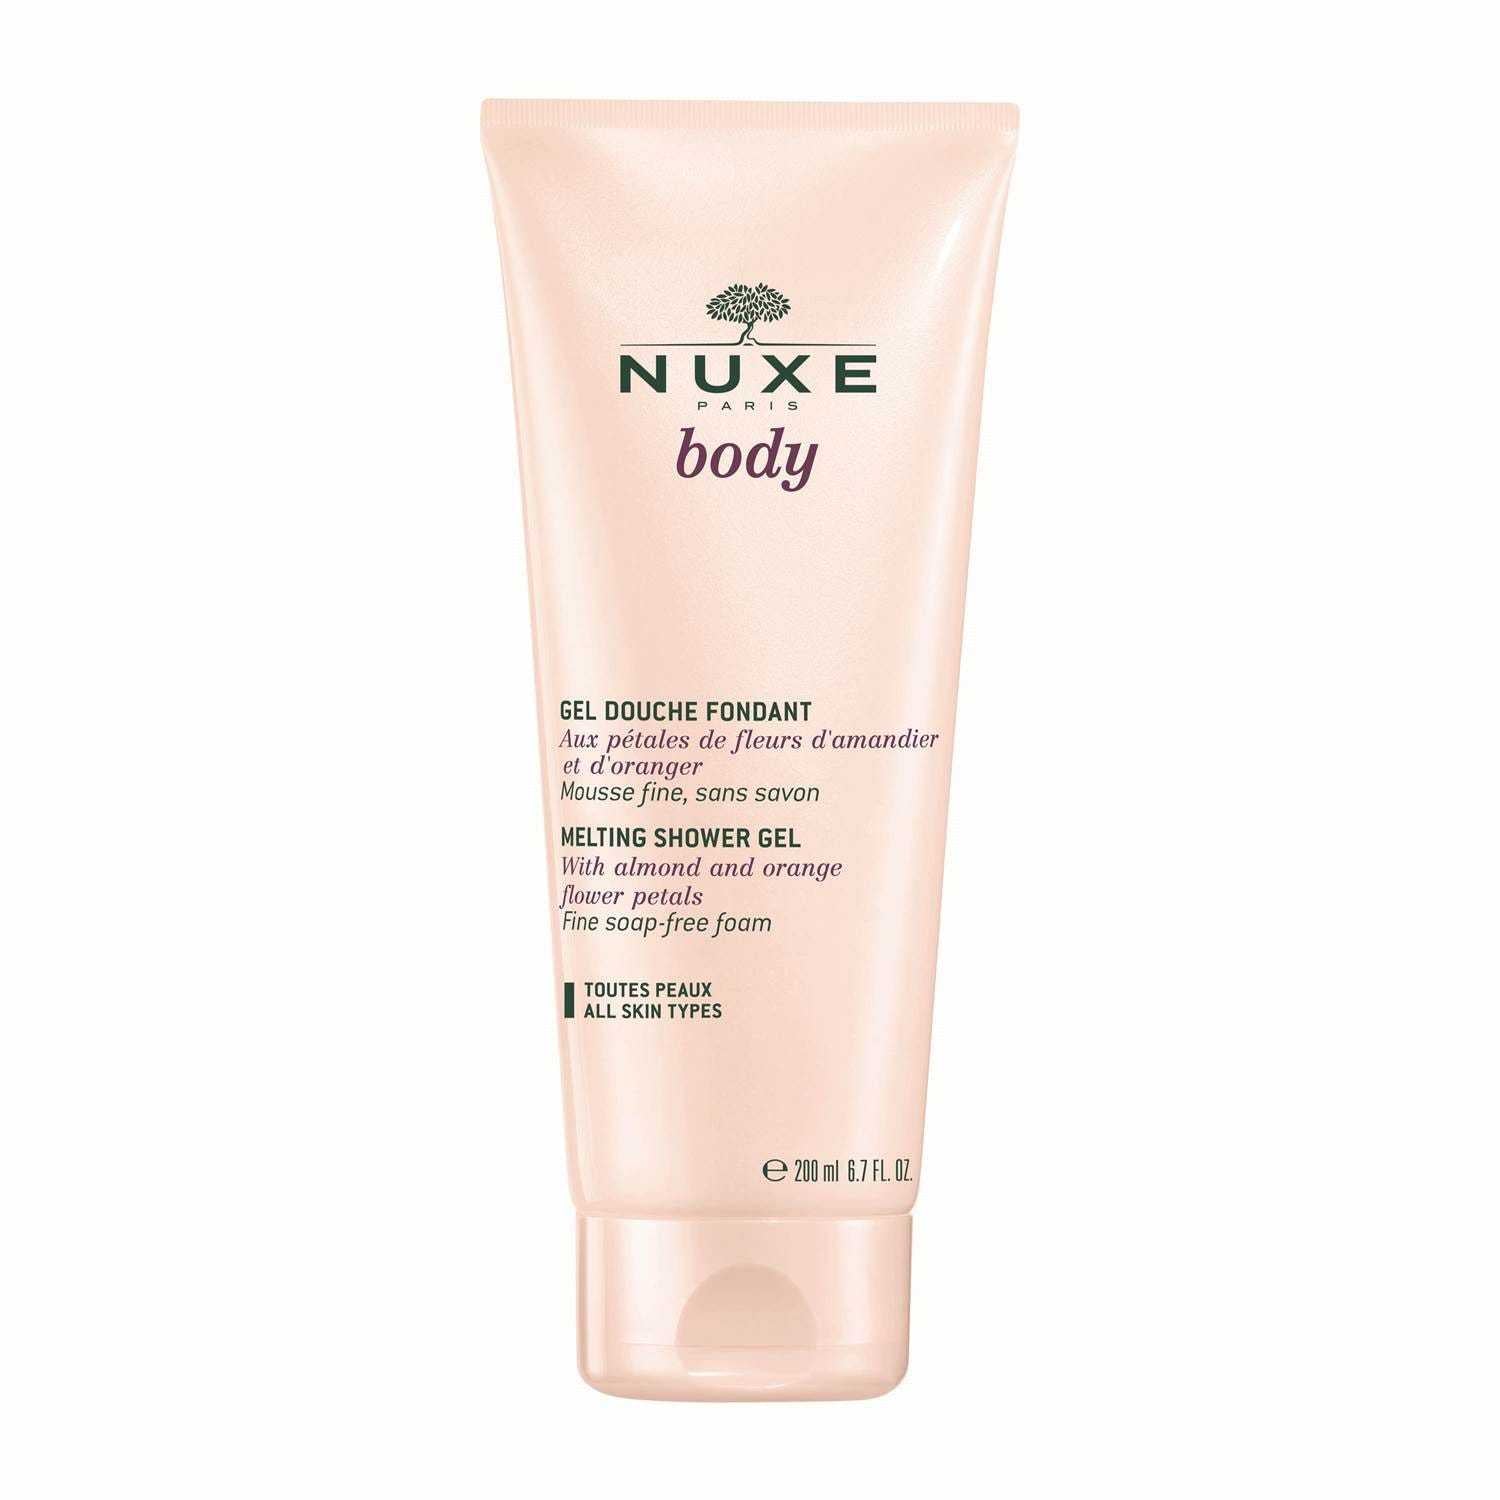 NUXE
PARIS
body
GEL DOUCHE FONDANT
Aux pétales de fleurs d'amandier
et d'oranger
Mousse fine, sans savon
MELTING SHOWER GEL
With almond and orange
flower petals
Fine soap-free foam
TOUTES PEAUX
ALL SKIN TYPES
℮ 200 ml 6.7 FL. OZ.